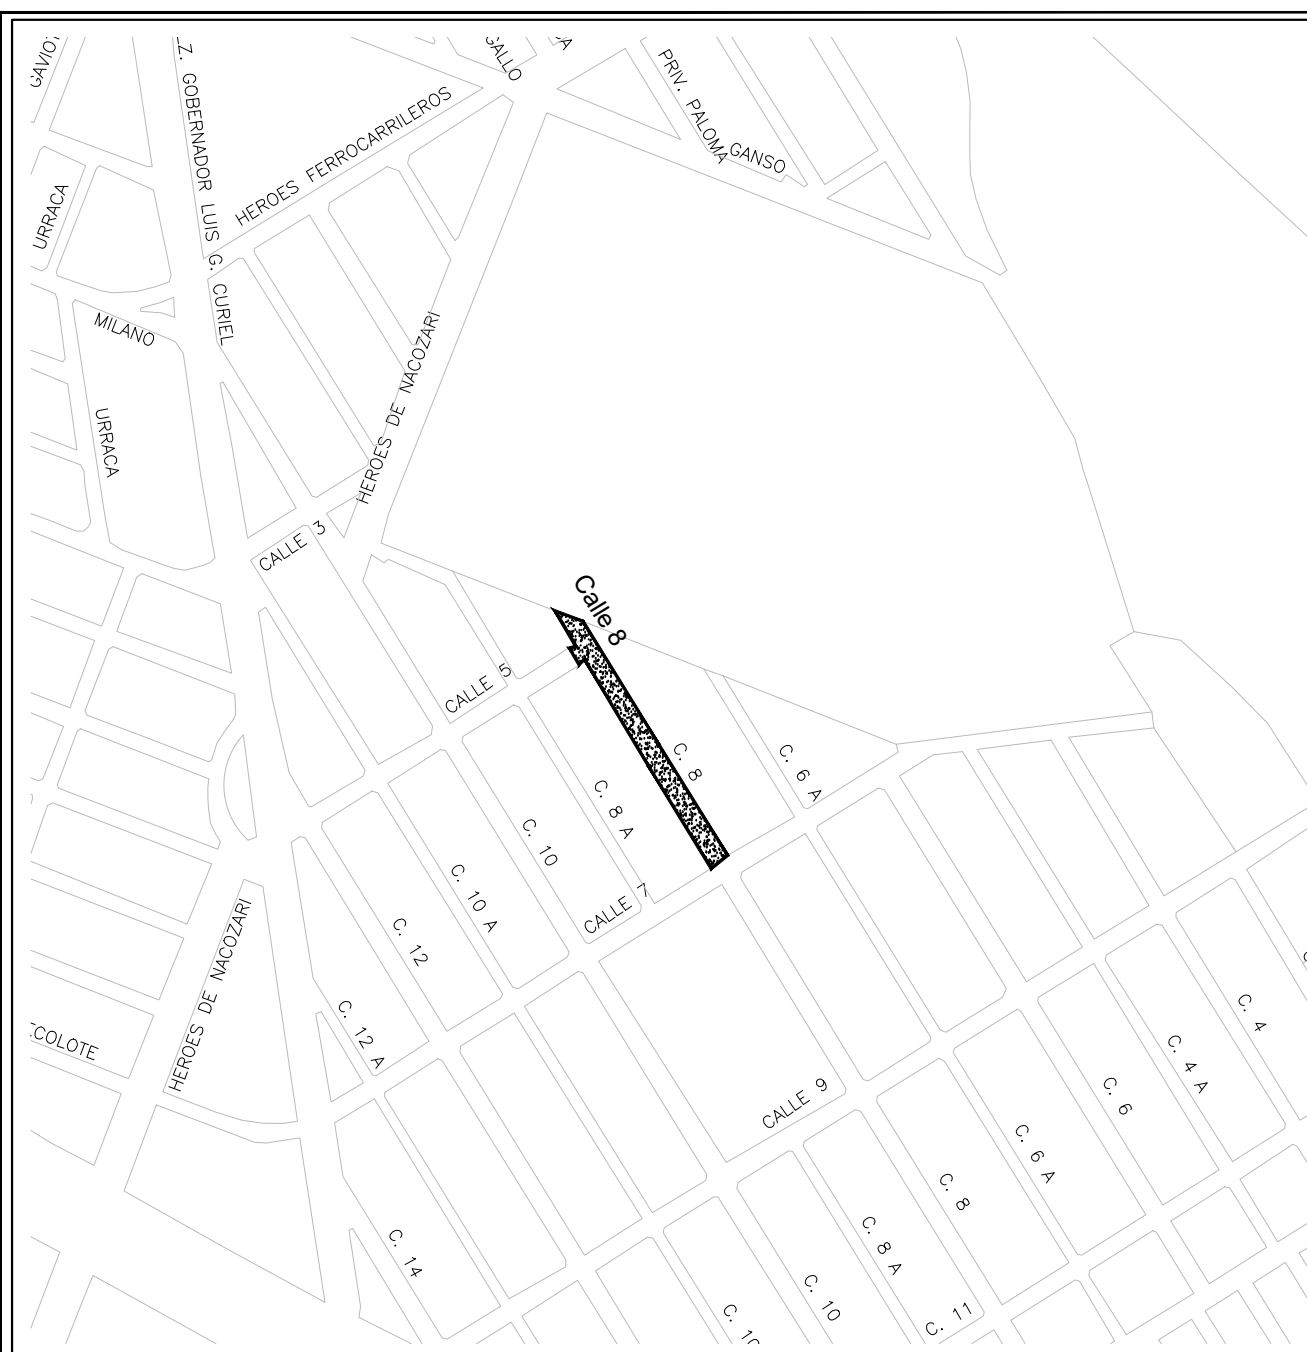 GALLO
PRIV. PALOMA
GANSO
Z. GOBERNADOR LUIS G. CURIEL
HEROES FERROCARRILEROS
URRACA
MILANO
URRACA
HEROES DE NACOZARI
CALLE 3
Calle 8
CALLE 5
C. 8
C. 6 A
C. 8 A
C. 10
C. 10 A
CALLE 7
C. 12
HEROES DE NACOZARI
C. 12 A
COLOTE
C. 4
C. 4 A
C. 6
CALLE 9
C. 6 A
C. 8
C. 8 A
C. 14
C. 10
C. 11
C. 10